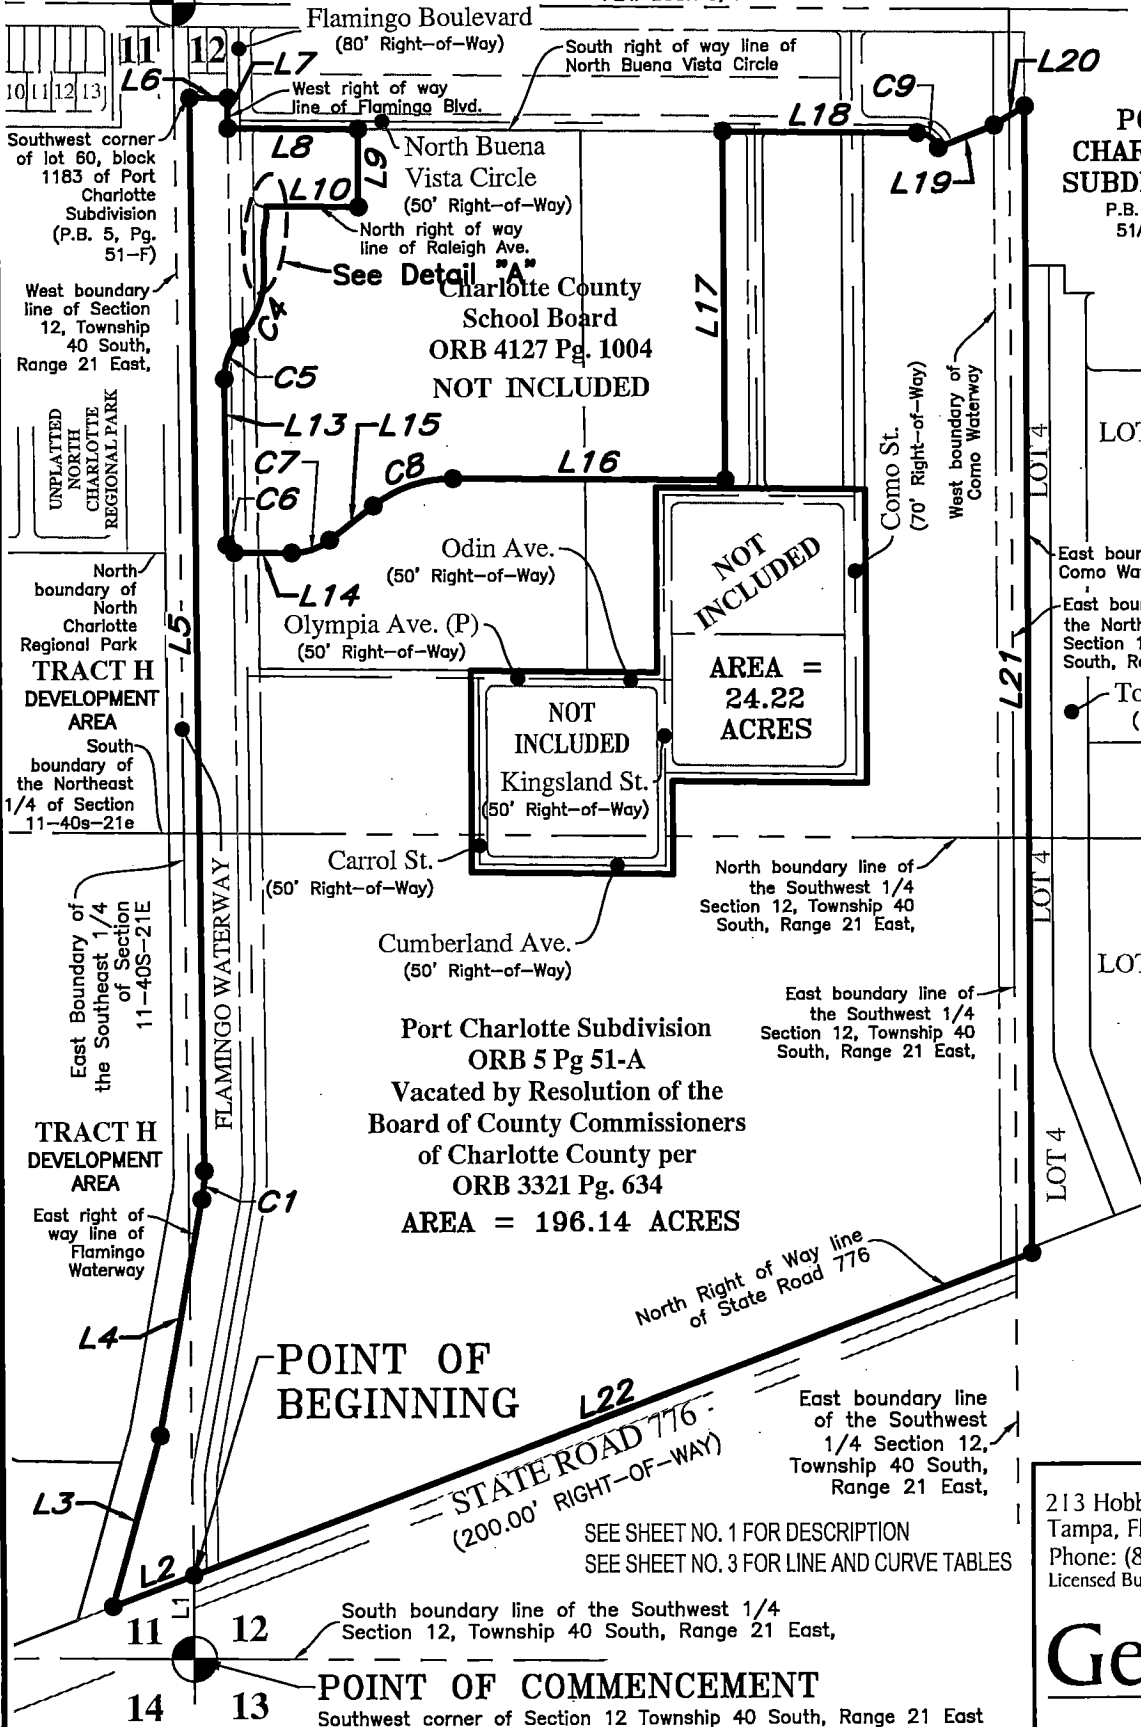 Flamingo Boulevard
(80' Right-of-Way)
South right of way line of
North Buena Vista Circle
11 12
L6
L7
L20
C9
10 11 12 13
West right of way
line of Flamingo Blvd.
L18
Southwest corner
of lot 60, block
1183 of Port
Charlotte
Subdivision
(P.B. 5, Pg.
51-F)
L8
L9
North Buena
Vista Circle
(50' Right-of-Way)
L10
L19
North right of way
line of Raleigh Ave.
See Detail "A"
P.B.
West boundary
line of Section
12, Township
40 South,
Range 21 East,
Charlotte County
School Board
ORB 4127 Pg. 1004
NOT INCLUDED
C4
L17
C5
L13
L15
C7
C8
L16
C6
L14
UNPLATTED
NORTH
CHARLOTTE
REGIONAL PARK
Como St.
(70' Right-of-Way)
West boundary of
Como Waterway
LOT 4
North
boundary of
North
Charlotte
Regional Park
L5
Odin Ave.
(50' Right-of-Way)
NOT
INCLUDED
Olympia Ave. (P)
(50' Right-of-Way)
AREA =
24.22
ACRES
L21
TRACT H
DEVELOPMENT
AREA
NOT
INCLUDED
Kingsland St.
(50' Right-of-Way)
South
boundary of
the Northeast
1/4 of Section
11-40s-21e
Carrol St.
(50' Right-of-Way)
North boundary line of
the Southwest 1/4
Section 12, Township 40
South, Range 21 East,
LOT 4
East Boundary of
the Southeast 1/4
of Section
11-40S-21E
FLAMINGO WATERWAY
Cumberland Ave.
(50' Right-of-Way)
East boundary line of
the Southwest 1/4
Section 12, Township 40
South, Range 21 East,
Port Charlotte Subdivision
ORB 5 Pg 51-A
Vacated by Resolution of the
Board of County Commissioners
of Charlotte County per
ORB 3321 Pg. 634
AREA = 196.14 ACRES
TRACT H
DEVELOPMENT
AREA
C1
LOT 4
East right of
way line of
Flamingo
Waterway
North Right of Way line
of State Road 776
L4
POINT OF
BEGINNING
L22
STATE ROAD 776
(200.00' RIGHT-OF-WAY)
East boundary line
of the Southwest
1/4 Section 12,
Township 40 South,
Range 21 East,
L3
L2
L1
SEE SHEET NO. 1 FOR DESCRIPTION
SEE SHEET NO. 3 FOR LINE AND CURVE TABLES
213 Hobb
Tampa, Fl
Phone: (8
Licensed Bu
Ge
11 12
South boundary line of the Southwest 1/4
Section 12, Township 40 South, Range 21 East,
POINT OF COMMENCEMENT
14 13
Southwest corner of Section 12 Township 40 South, Range 21 East